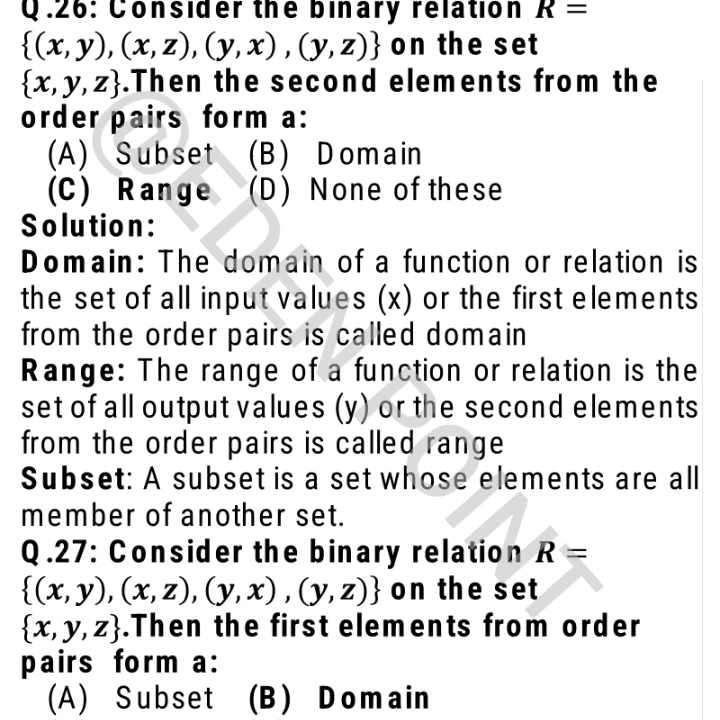 Q.26: Consider the binary relation R =
{(x, y), (x, z), (y, x) , (y, z)} on the set
{x, y, z}.Then the second elements from the
order pairs form a:
(A) Subset (B) Domain
(C) Range (D) None of these
Solution:
Domain: The domain of a function or relation is
the set of all input values (x) or the first elements
from the order pairs is called domain
Range: The range of a function or relation is the
set of all output values (y) or the second elements
from the order pairs is called range
Subset: A subset is a set whose elements are all
member of another set.
Q.27: Consider the binary relation R =
{(x, y), (x, z), (y, x) , (y, z)} on the set
{x, y, z}.Then the first elements from order
pairs form a:
(A) Subset (B) Domain
@EDEN POINT